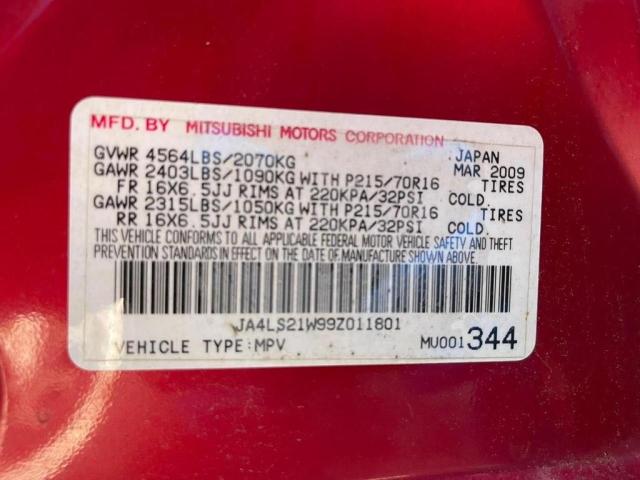 MFD. BY MITSUBISHI MOTORS CORPORATION
GVWR 4564LBS/2070KG JAPAN
GAWR 2403LBS/1090KG WITH P215/70R16 MAR 2009
FR 16X6.5JJ RIMS AT 220KPA/32PSI TIRES
GAWR 2315LBS/1050KG WITH P215/70R16 COLD.
RR 16X6.5JJ RIMS AT 220KPA/32PSI TIRES
COLD.
THIS VEHICLE CONFORMS TO ALL APPLICABLE FEDERAL MOTOR VEHICLE SAFETY AND THEFT
PREVENTION STANDARDS IN EFFECT ON THE DATE OF MANUFACTURE SHOWN ABOVE.
JA4LS21W99Z011801
VEHICLE TYPE:MPV MU001344